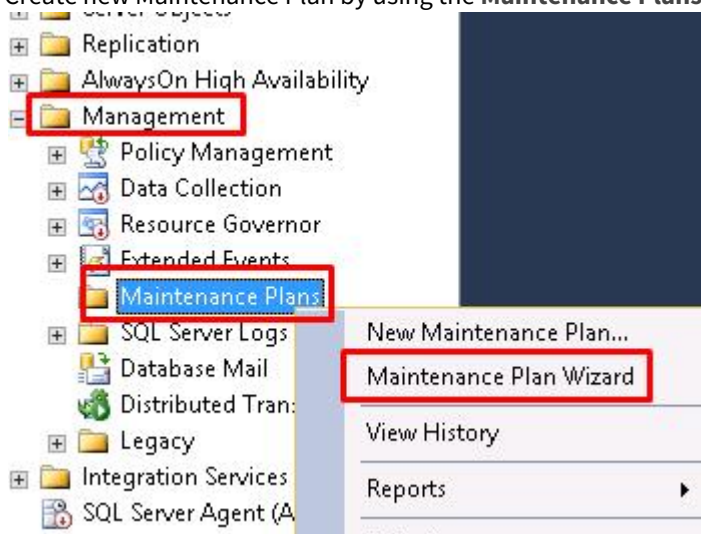 Create new Maintenance Plan by using the Maintenance Plans
Server Objects
Replication
AlwaysOn High Availability
Management
Policy Management
Data Collection
Resource Governor
Extended Events
Maintenance Plans
SQL Server Logs
Database Mail
Distributed Tran
Legacy
Integration Services
SQL Server Agent (A
New Maintenance Plan...
Maintenance Plan Wizard
View History
Reports